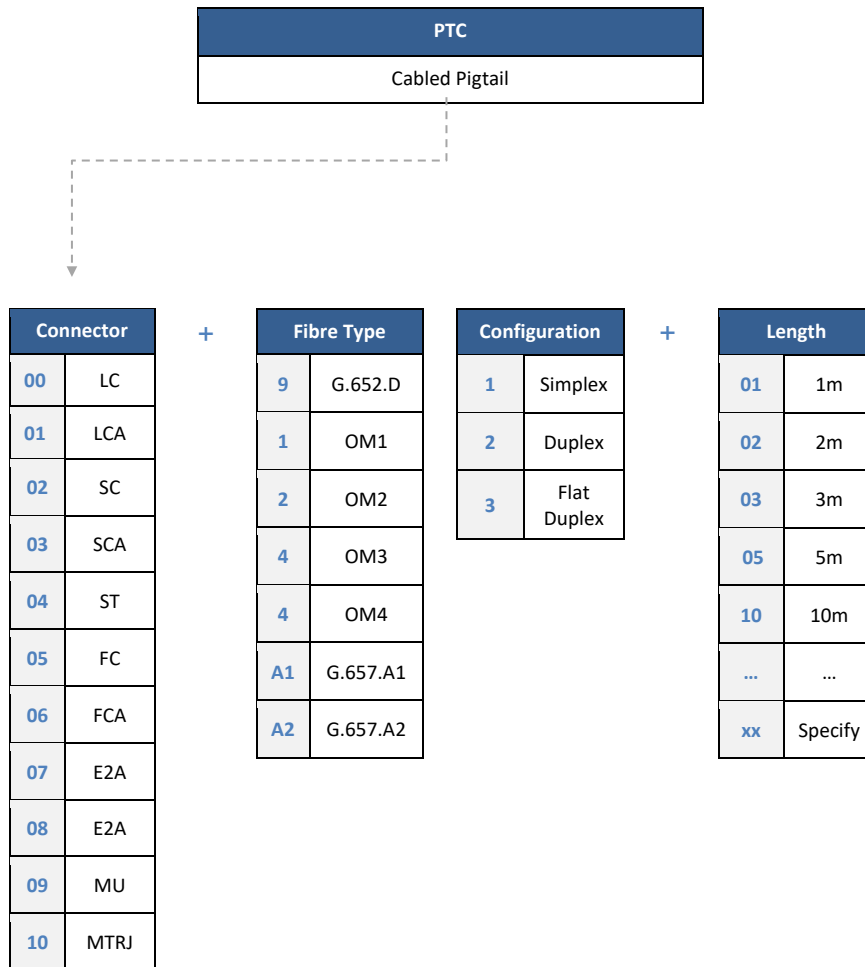 PTC
Cabled Pigtail
Connector
00 LC
01 LCA
02 SC
03 SCA
04 ST
05 FC
06 FCA
07 E2A
08 E2A
09 MU
10 MTRJ
+
Fibre Type
9 G.652.D
1 OM1
2 OM2
4 OM3
4 OM4
A1 G.657.A1
A2 G.657.A2
Configuration
1 Simplex
2 Duplex
3 Flat
Duplex
+
Length
01 1m
02 2m
03 3m
05 5m
10 10m
... ...
xx Specify